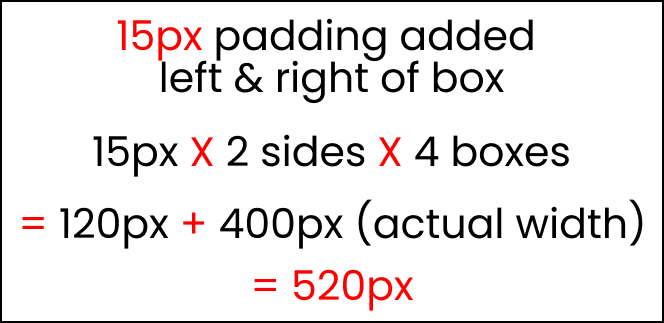 15px padding added
left & right of box
15px X 2 sides X 4 boxes
= 120px + 400px (actual width)
= 520px